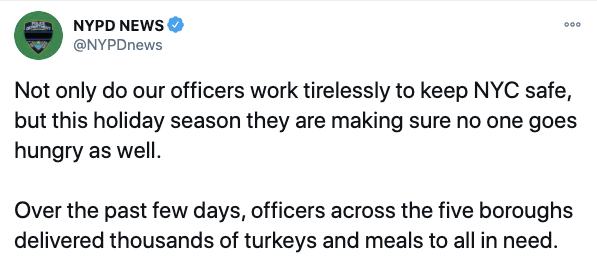 NYPD NEWS
@NYPDnews
Not only do our officers work tirelessly to keep NYC safe,
but this holiday season they are making sure no one goes
hungry as well.
Over the past few days, officers across the five boroughs
delivered thousands of turkeys and meals to all in need.